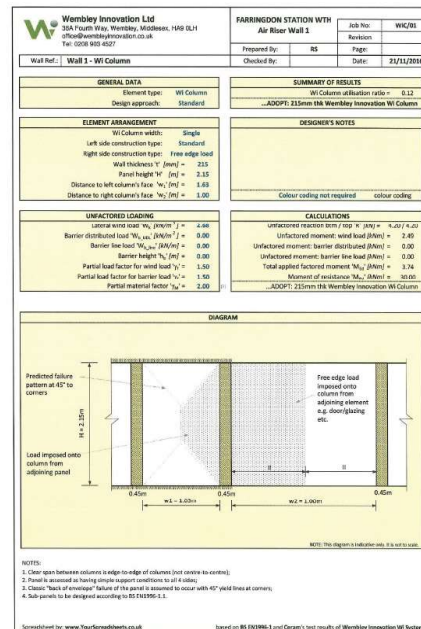 Wembley Innovation Ltd
35A Fourth Way, Wembley, Middlesex, HA9 0LH
office@wembleyinnovation.co.uk
Tel: 0208 903 4527
FARRINGDON STATION WTH
Air Riser Wall 1
Job No: WIC/01
Revision
Prepared By: RS Page:
Wall Ref.: Wall 1 - Wi Column Checked By: Date: 21/11/2016
GENERAL DATA
Element type: Wi Column
Design approach: Standard
SUMMARY OF RESULTS
Wi Column utilisation ratio = 0.12
...ADOPT: 215mm thk Wembley Innovation Wi Column
ELEMENT ARRANGEMENT
Wi Column width: Single
Left side construction type: Standard
Right side construction type: Free edge load
Wall thickness 't' [mm] = 215
Panel height 'H' [m] = 2.15
Distance to left column's face 'w₁' [m] = 1.63
Distance to right column's face 'w₂' [m] = 1.00
DESIGNER'S NOTES
Colour coding not required colour coding
UNFACTORED LOADING
Lateral wind load [kN/m²] =
Barrier distributed load [kN/m²] = 0.00
Barrier line load [kN/m] = 0.00
Barrier height 'h' [m] = 0.00
Partial load factor for wind load = 1.50
Partial load factor for barrier load = 1.50
Partial material factor = 2.00
CALCULATIONS
Unfactored reaction btm / top 'R' [kN] = 4.20 / 4.20
Unfactored moment: wind load [kNm] = 2.49
Unfactored moment: barrier distributed [kNm] = 0.00
Unfactored moment: barrier line load [kNm] = 0.00
Total applied factored moment [kNm] = 3.74
Moment of resistance [kNm] = 30.00
...ADOPT: 215mm thk Wembley Innovation Wi Column
DIAGRAM
Predicted failure
pattern at 45° to
corners
Free edge load
imposed onto
column from
adjoining element
e.g. door/glazing
etc.
H = 2.15m
Load imposed onto
column from
adjoining panel
0.45m 0.45m 0.45m
w1 = 1.63m w2 = 1.00m
NOTE: This diagram is indicative only. It is not to scale.
NOTES:
1. Clear span between columns is edge-to-edge of columns (not centre-to-centre);
2. Panel is assessed as having simple support conditions to all 4 sides;
3. Classic "back of envelope" failure of the panel is assumed to occur with 45° yield lines at corners;
4. Sub-panels to be designed according to BS EN1996-1-1.
Spreadsheet by: www.YourSpreadsheets.co.uk based on BS EN1996-1 and Ceram's test results of Wembley Innovation Wi System